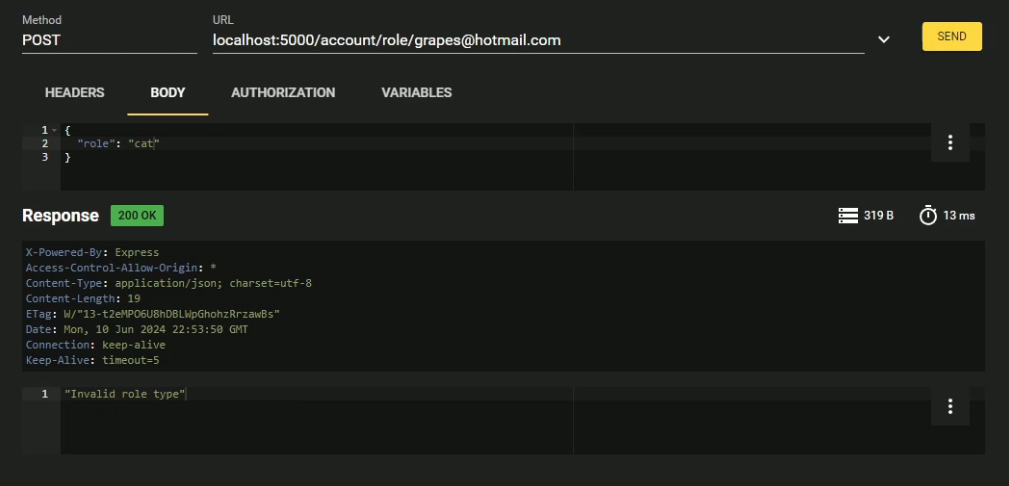 Method URL
POST localhost:5000/account/role/grapes@hotmail.com SEND
HEADERS BODY AUTHORIZATION VARIABLES
1 {
2 "role": "cat"
3 }
Response 200 OK 319 B 13 ms
X-Powered-By: Express
Access-Control-Allow-Origin: *
Content-Type: application/json; charset=utf-8
Content-Length: 19
ETag: W/"13-t2eMPO6U8hDBLWpGhohzRrzawBs"
Date: Mon, 10 Jun 2024 22:53:50 GMT
Connection: keep-alive
Keep-Alive: timeout=5
1 "Invalid role type"